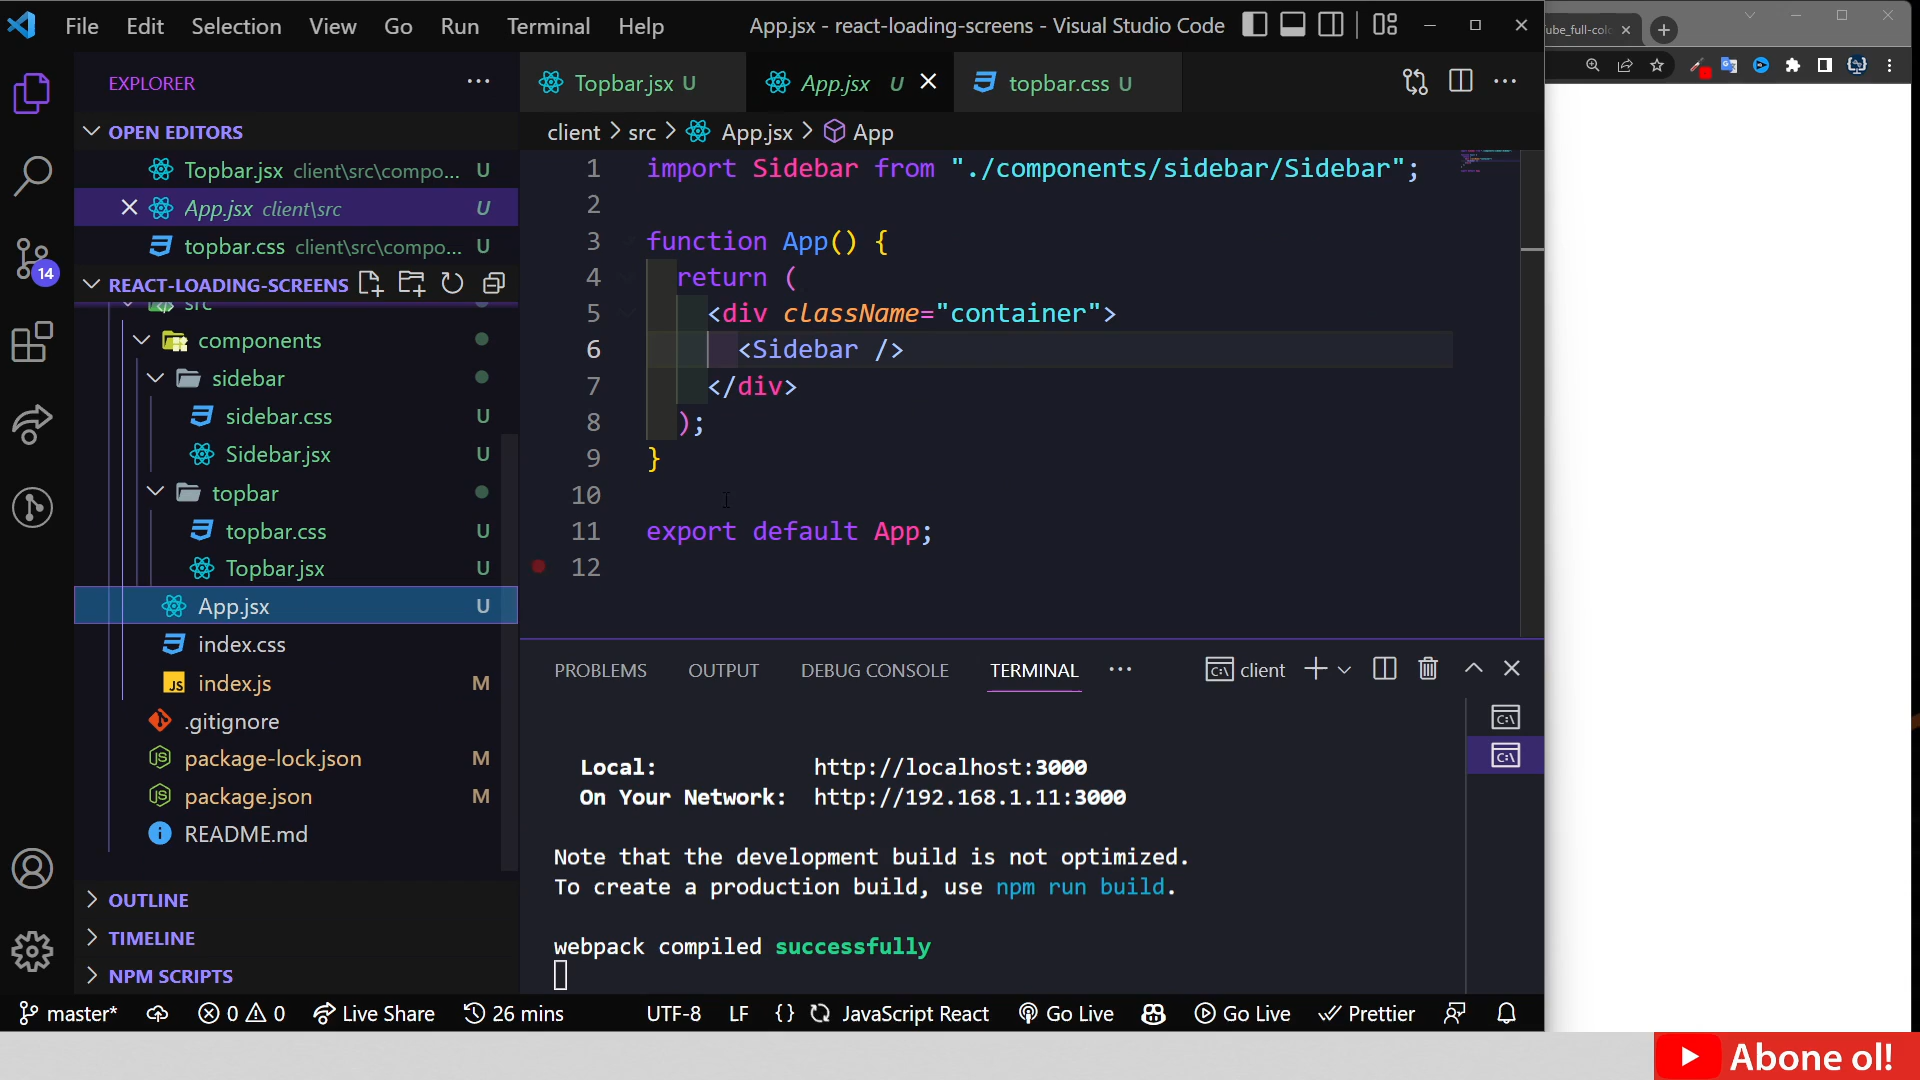 File Edit Selection View Go Run Terminal Help
App.jsx - react-loading-screens - Visual Studio Code
EXPLORER
OPEN EDITORS
Topbar.jsx client\src\compo... U
App.jsx client\src U
topbar.css client\src\compo... U
REACT-LOADING-SCREENS
src
components
sidebar
sidebar.css U
Sidebar.jsx U
topbar
topbar.css U
Topbar.jsx U
App.jsx U
index.css
JS index.js M
.gitignore
package-lock.json M
package.json M
README.md
OUTLINE
TIMELINE
NPM SCRIPTS
14
Topbar.jsx U
App.jsx U
topbar.css U
client > src > App.jsx > App
1 import Sidebar from "./components/sidebar/Sidebar";
2
3 function App() {
4 return (
5 <div className="container">
6 <Sidebar />
7 </div>
8 );
9 }
10
11 export default App;
12
PROBLEMS OUTPUT DEBUG CONSOLE TERMINAL
client
Local: http://localhost:3000
On Your Network: http://192.168.1.11:3000
Note that the development build is not optimized.
To create a production build, use npm run build.
webpack compiled successfully
master* 0 0 Live Share 26 mins UTF-8 LF {} JavaScript React Go Live Go Live Prettier
Abone ol!